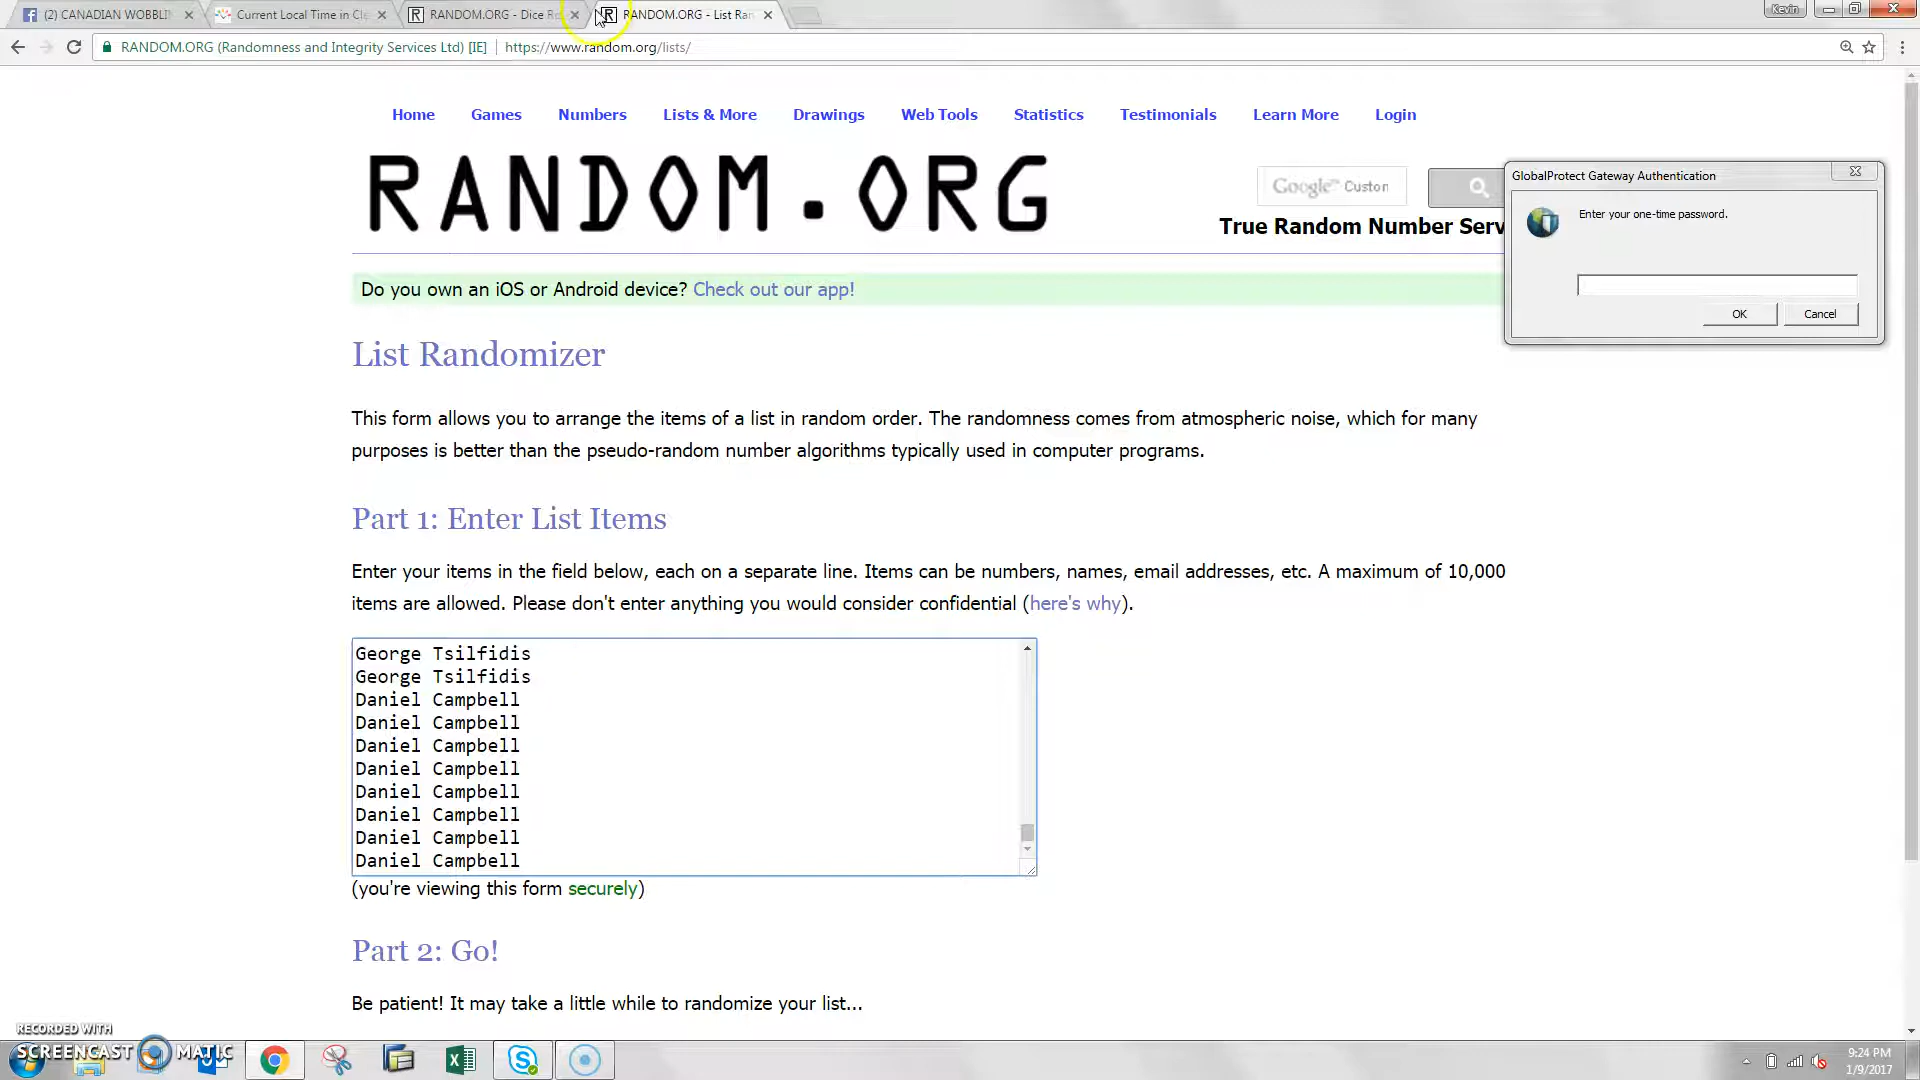 (2) CANADIAN WOBBLIN
Current Local Time in Cle
RANDOM.ORG - Dice Ro
RANDOM.ORG - List Ran
Kevin
RANDOM.ORG (Randomness and Integrity Services Ltd) [IE]
https://www.random.org/lists/
Home
Games
Numbers
Lists & More
Drawings
Web Tools
Statistics
Testimonials
Learn More
Login
RANDOM.ORG
Google™ Custom
True Random Number Serv
GlobalProtect Gateway Authentication
Enter your one-time password.
OK
Cancel
Do you own an iOS or Android device? Check out our app!
List Randomizer
This form allows you to arrange the items of a list in random order. The randomness comes from atmospheric noise, which for many
purposes is better than the pseudo-random number algorithms typically used in computer programs.
Part 1: Enter List Items
Enter your items in the field below, each on a separate line. Items can be numbers, names, email addresses, etc. A maximum of 10,000
items are allowed. Please don't enter anything you would consider confidential (here's why).
George Tsilfidis
George Tsilfidis
Daniel Campbell
Daniel Campbell
Daniel Campbell
Daniel Campbell
Daniel Campbell
Daniel Campbell
Daniel Campbell
Daniel Campbell
(you're viewing this form securely)
Part 2: Go!
Be patient! It may take a little while to randomize your list...
RECORDED WITH
SCREENCAST MATIC
9:24 PM
1/9/2017